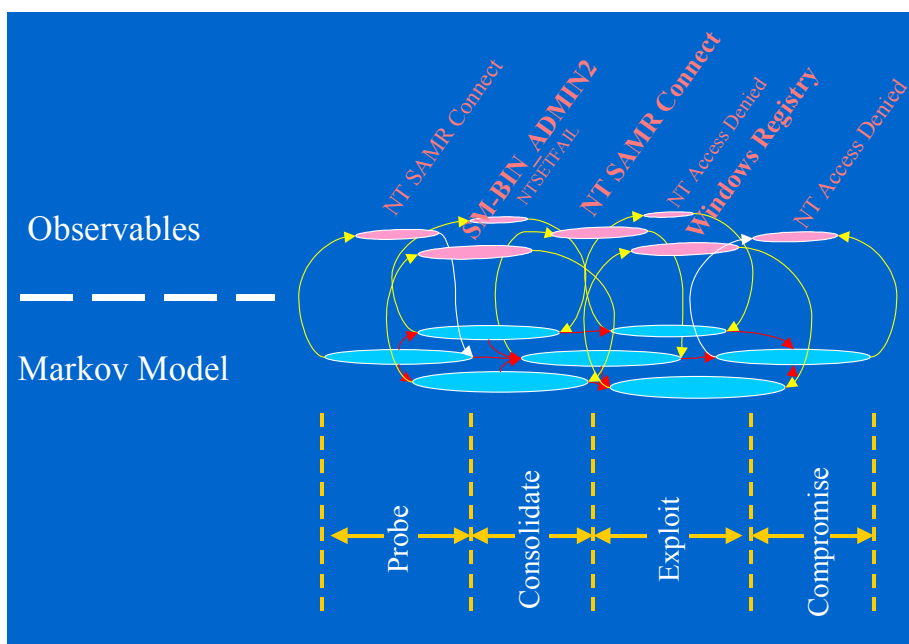 NT SAMR Connect
SM-BIN_ADMIN2
NTSETFAIL
NT SAMR Connect
NT Access Denied
Windows Registry
NT Access Denied
Observables
Markov Model
Probe
Consolidate
Exploit
Compromise